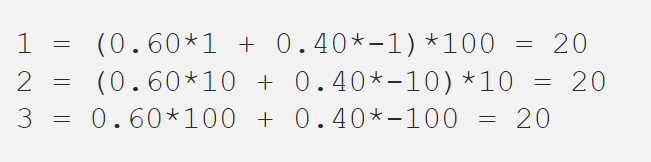 1 = (0.60*1 + 0.40*-1)*100 = 20
2 = (0.60*10 + 0.40*-10)*10 = 20
3 = 0.60*100 + 0.40*-100 = 20